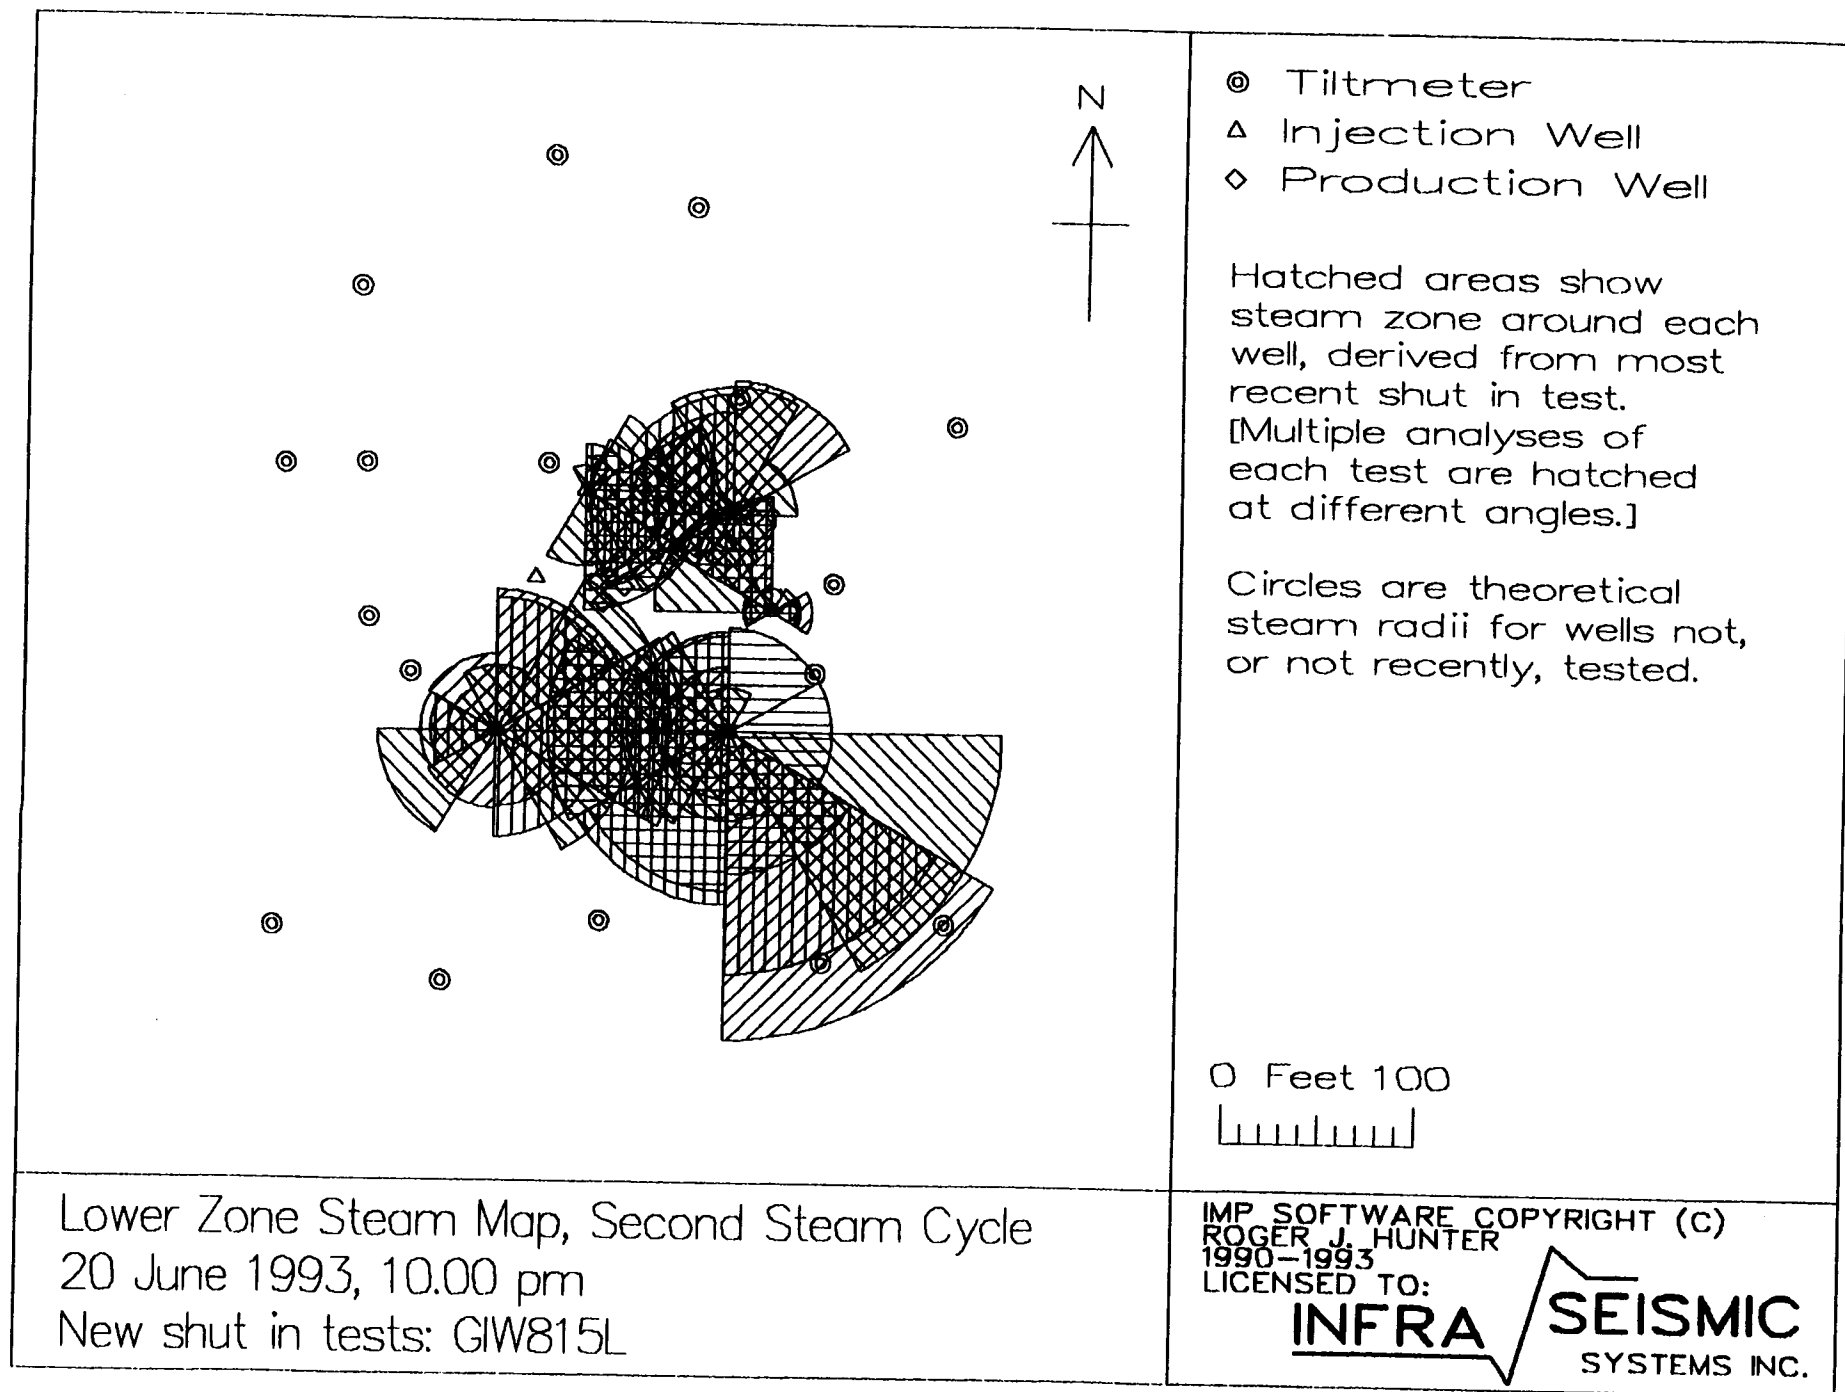 N
Tiltmeter
Injection Well
Production Well
Hatched areas show
steam zone around each
well, derived from most
recent shut in test.
[Multiple analyses of
each test are hatched
at different angles.]
Circles are theoretical
steam radii for wells not,
or not recently, tested.
0 Feet 100
Lower Zone Steam Map, Second Steam Cycle
20 June 1993, 10.00 pm
New shut in tests: GIW815L
IMP SOFTWARE COPYRIGHT (C)
ROGER J. HUNTER
1990-1993
LICENSED TO:
INFRA SEISMIC
SYSTEMS INC.